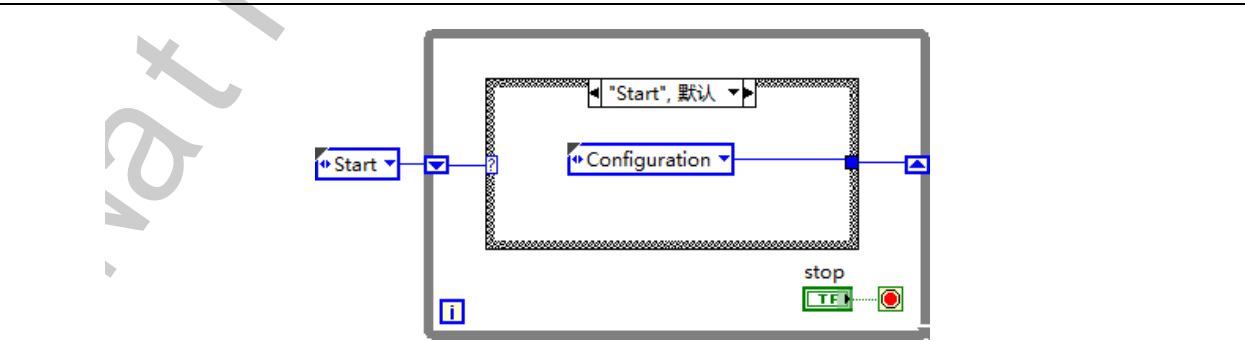 "Start", 默认
Start
?
Configuration
stop
TF
i